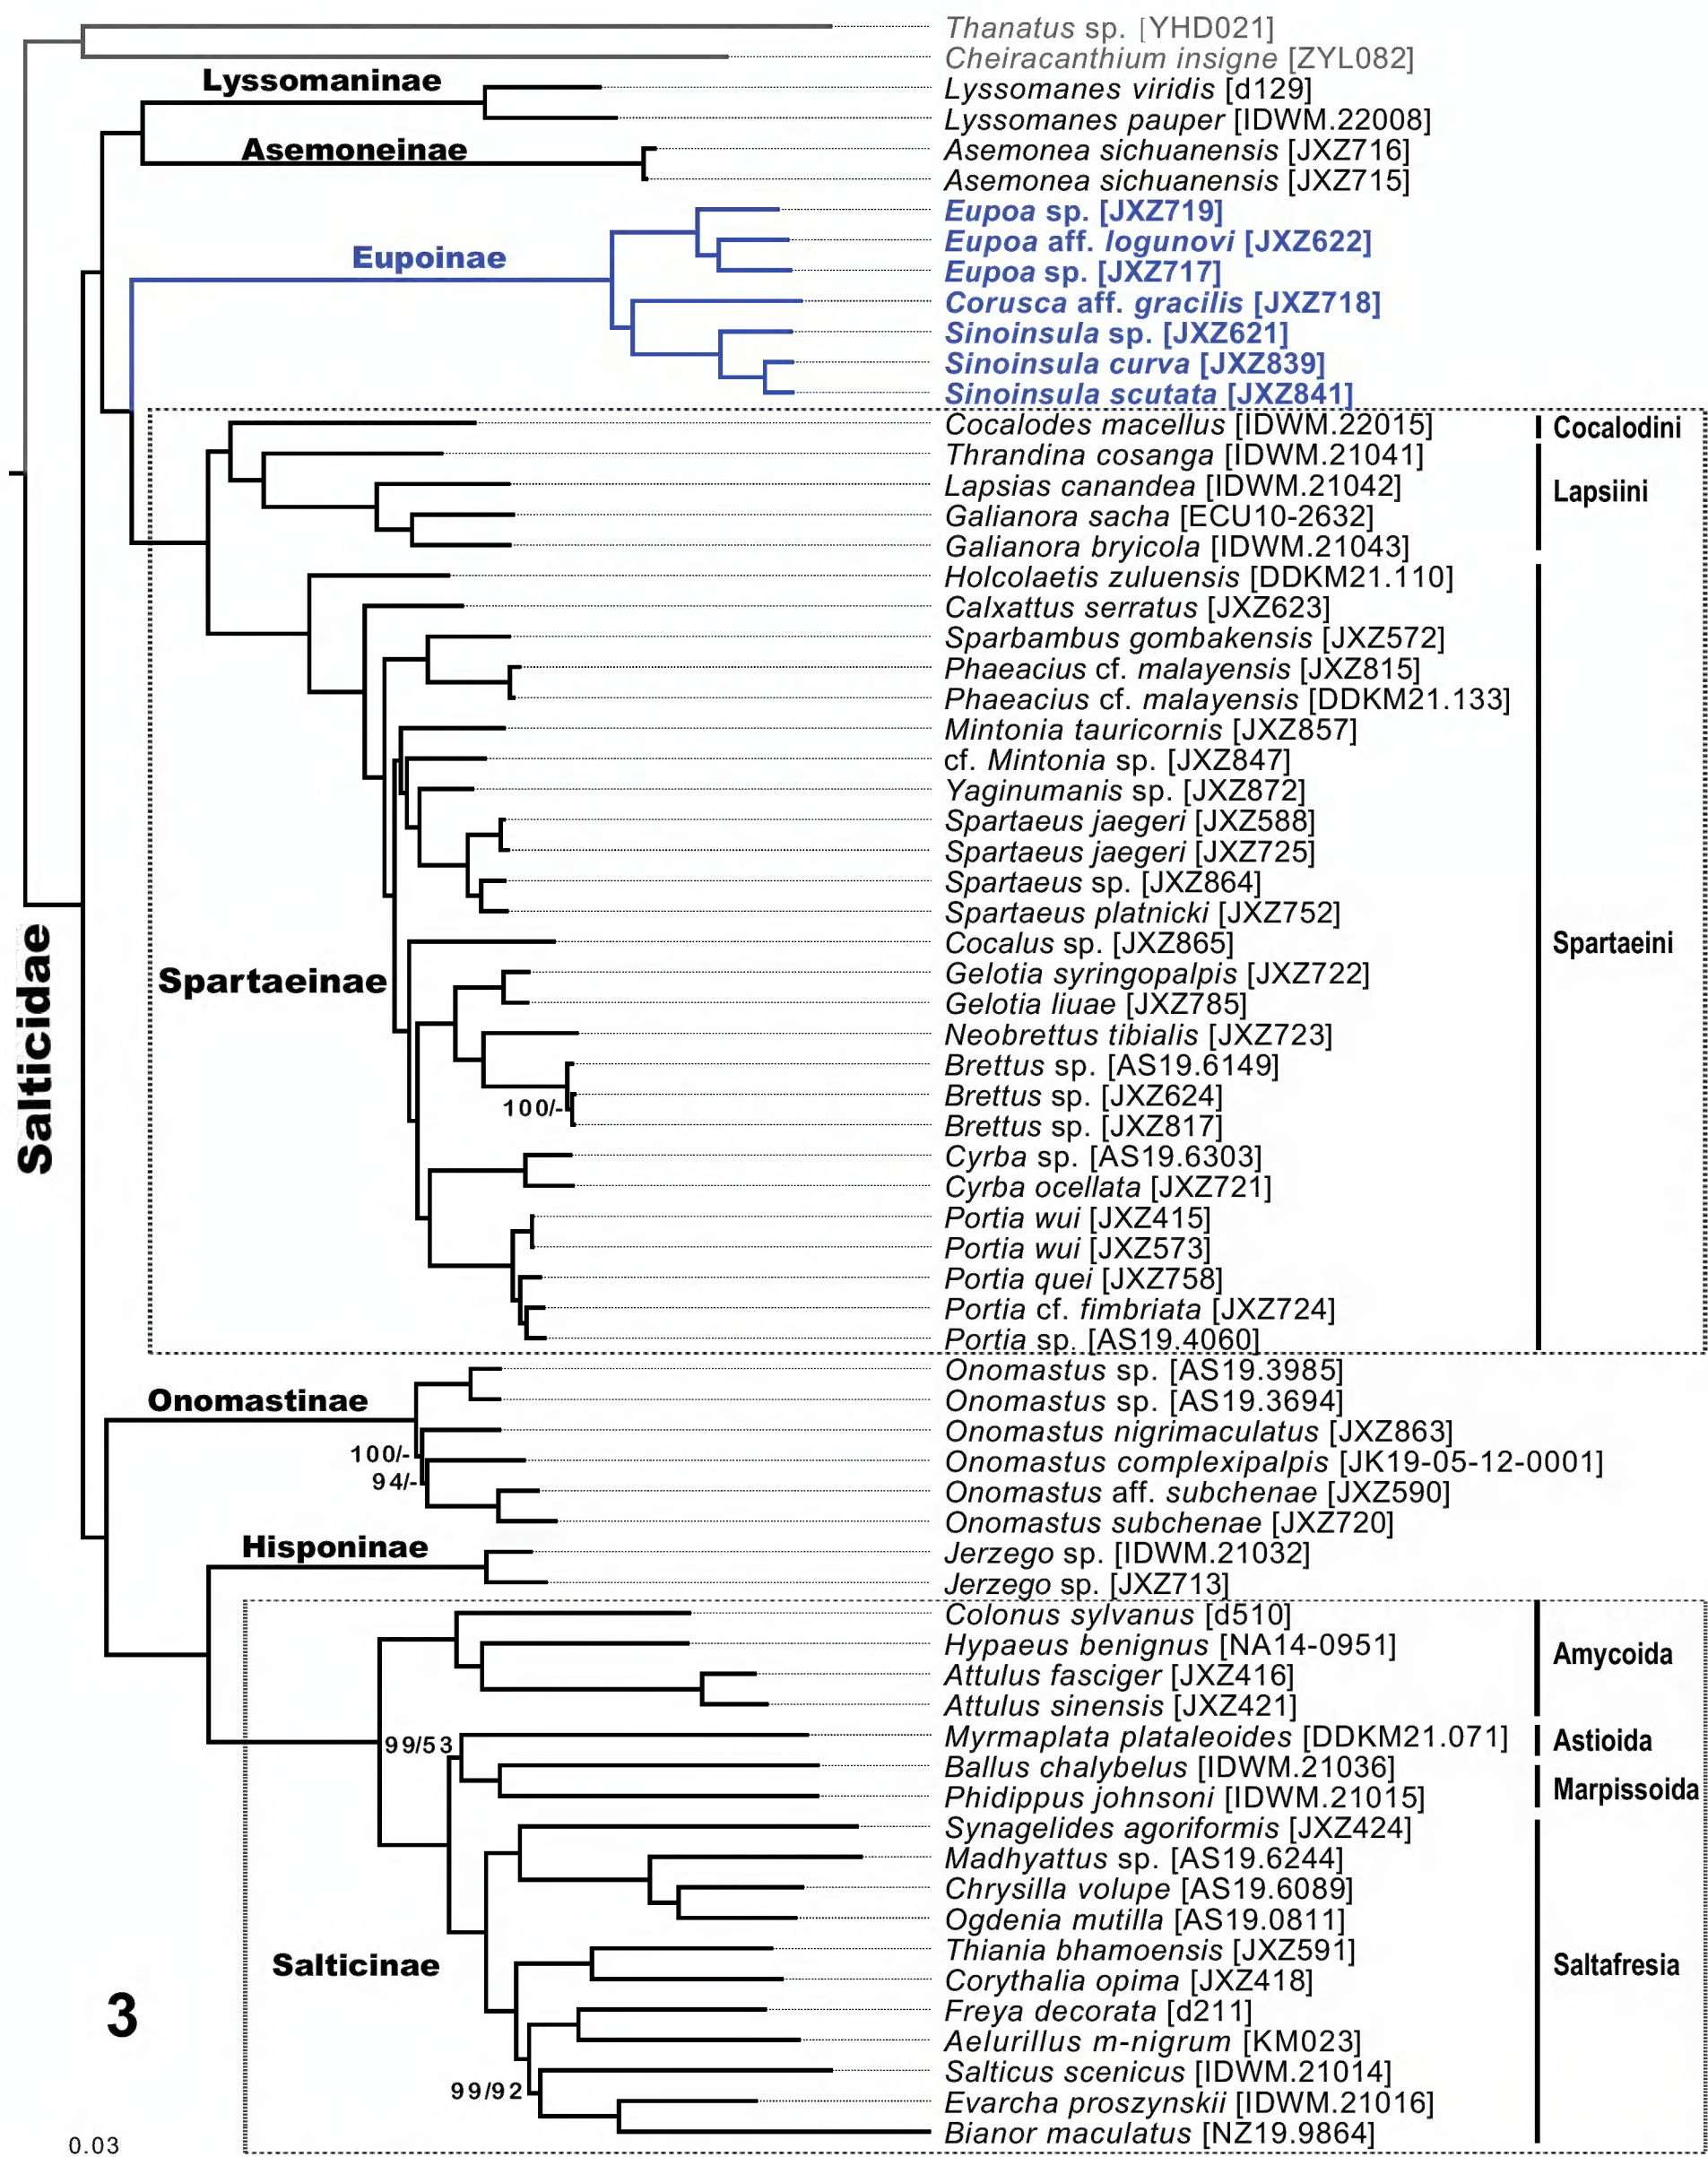 Thanatus sp. [YHD021]
Cheiracanthium insigne [ZYL082]
Lyssomaninae
Lyssomanes viridis [d129]
Lyssomanes pauper [IDWM.22008]
Asemoneinae
Asemonea sichuanensis [JXZ716]
Asemonea sichuanensis [JXZ715]
Eupoa sp. [JXZ719]
Eupoa aff. logunovi [JXZ622]
Eupoinae
Eupoa sp. [JXZ717]
Corusca aff. gracilis [JXZ718]
Sinoinsula sp. [JXZ621]
Sinoinsula curva [JXZ839]
Sinoinsula scutata [JXZ841]
Cocalodes macellus [IDWM.22015]
Cocalodini
Thrandina cosanga [IDWM.21041]
Lapsias canandea [IDWM.21042]
Lapsiini
Galianora sacha [ECU10-2632]
Galianora bryicola [IDWM.21043]
Holcolaetis zuluensis [DDKM21.110]
Calxattus serratus [JXZ623]
Sparbambus gombakensis [JXZ572]
Phaeacius cf. malayensis [JXZ815]
Phaeacius cf. malayensis [DDKM21.133]
Mintonia tauricornis [JXZ857]
cf. Mintonia sp. [JXZ847]
Yaginumanis sp. [JXZ872]
Spartaeus jaegeri [JXZ588]
Spartaeus jaegeri [JXZ725]
Spartaeus sp. [JXZ864]
Spartaeus platnicki [JXZ752]
Cocalus sp. [JXZ865]
Spartaeini
Spartaeinae
Gelotia syringopalpis [JXZ722]
Gelotia liuae [JXZ785]
Salticidae
Neobrettus tibialis [JXZ723]
Brettus sp. [AS19.6149]
Brettus sp. [JXZ624]
100/-
Brettus sp. [JXZ817]
Cyrba sp. [AS19.6303]
Cyrba ocellata [JXZ721]
Portia wui [JXZ415]
Portia wui [JXZ573]
Portia quei [JXZ758]
Portia cf. fimbriata [JXZ724]
Portia sp. [AS19.4060]
Onomastus sp. [AS19.3985]
Onomastinae
Onomastus sp. [AS19.3694]
Onomastus nigrimaculatus [JXZ863]
100/-
Onomastus complexipalpis [JK19-05-12-0001]
94/-
Onomastus aff. subchenae [JXZ590]
Onomastus subchenae [JXZ720]
Hisponinae
Jerzego sp. [IDWM.21032]
Jerzego sp. [JXZ713]
Colonus sylvanus [d510]
Hypaeus benignus [NA14-0951]
Amycoida
Attulus fasciger [JXZ416]
Attulus sinensis [JXZ421]
Myrmaplata plataleoides [DDKM21.071]
Astioida
99/53
Ballus chalybelus [IDWM.21036]
Marpissoida
Phidippus johnsoni [IDWM.21015]
Synagelides agoriformis [JXZ424]
Madhyattus sp. [AS19.6244]
Chrysilla volupe [AS19.6089]
Ogdenia mutilla [AS19.0811]
Thiania bhamoensis [JXZ591]
Salticinae
Saltafresia
Corythalia opima [JXZ418]
3
Freya decorata [d211]
Aelurillus m-nigrum [KM023]
Salticus scenicus [IDWM.21014]
99/92
Evarcha proszynskii [IDWM.21016]
Bianor maculatus [NZ19.9864]
0.03